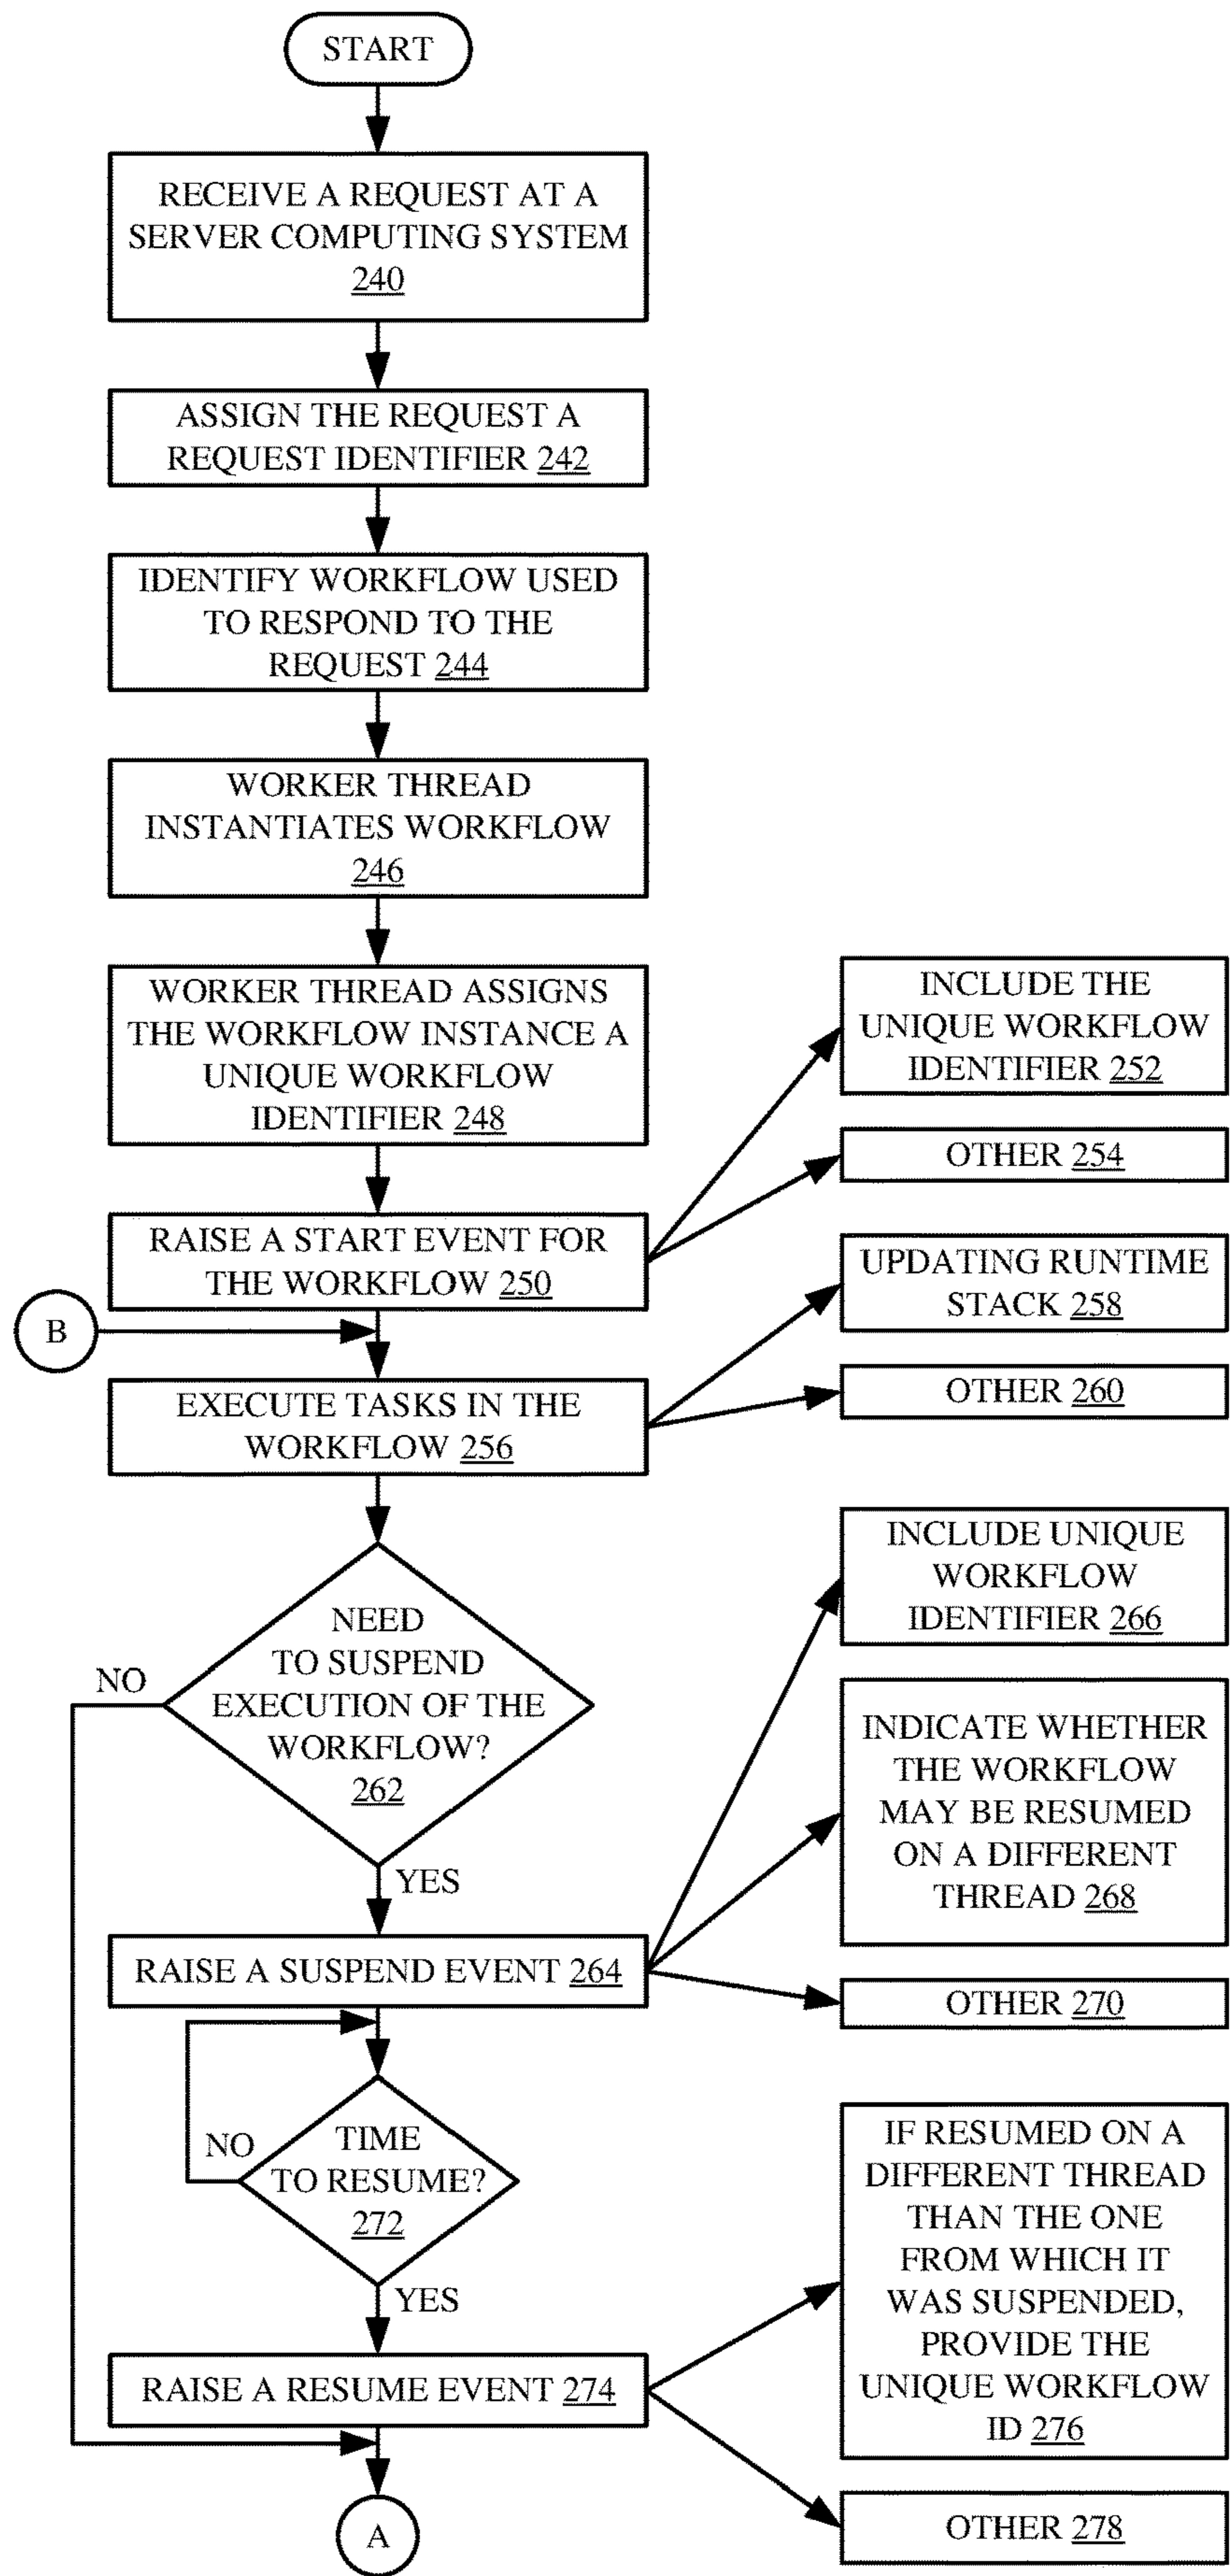 START
RECEIVE A REQUEST AT A
SERVER COMPUTING SYSTEM
240
ASSIGN THE REQUEST A
REQUEST IDENTIFIER 242
IDENTIFY WORKFLOW USED
TO RESPOND TO THE
REQUEST 244
WORKER THREAD
INSTANTIATES WORKFLOW
246
WORKER THREAD ASSIGNS
THE WORKFLOW INSTANCE A
UNIQUE WORKFLOW
IDENTIFIER 248
INCLUDE THE
UNIQUE WORKFLOW
IDENTIFIER 252
OTHER 254
RAISE A START EVENT FOR
THE WORKFLOW 250
UPDATING RUNTIME
STACK 258
B
OTHER 260
EXECUTE TASKS IN THE
WORKFLOW 256
NEED
TO SUSPEND
EXECUTION OF THE
WORKFLOW?
262
NO
YES
INCLUDE UNIQUE
WORKFLOW
IDENTIFIER 266
INDICATE WHETHER
THE WORKFLOW
MAY BE RESUMED
ON A DIFFERENT
THREAD 268
RAISE A SUSPEND EVENT 264
OTHER 270
TIME
TO RESUME?
272
NO
YES
IF RESUMED ON A
DIFFERENT THREAD
THAN THE ONE
FROM WHICH IT
WAS SUSPENDED,
PROVIDE THE
UNIQUE WORKFLOW
ID 276
RAISE A RESUME EVENT 274
OTHER 278
A